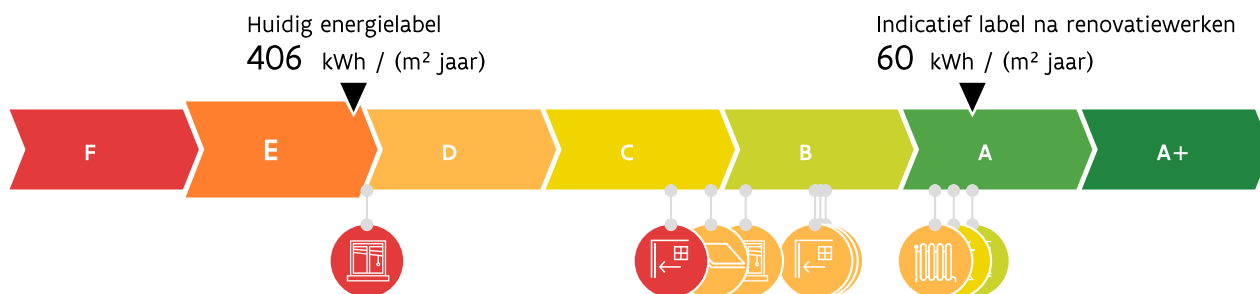 Huidig energielabel
406 kWh / (m² jaar)
Indicatief label na renovatiewerken
60 kWh / (m² jaar)
F
E
D
C
B
A
A+